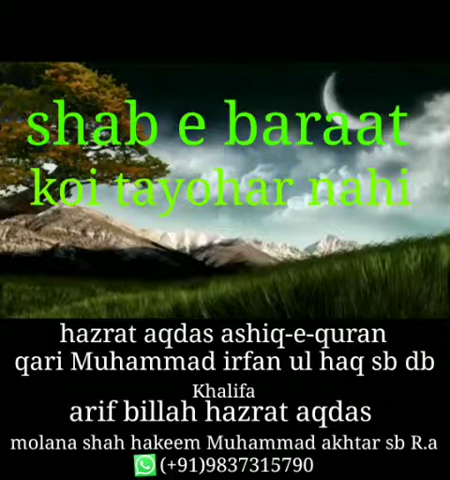 shab e baraat
koi tayohar nahi
hazrat aqdas ashiq-e-quran
qari Muhammad irfan ul haq sb db
Khalifa
arif billah hazrat aqdas
molana shah hakeem Muhammad akhtar sb R.a
(+91)9837315790